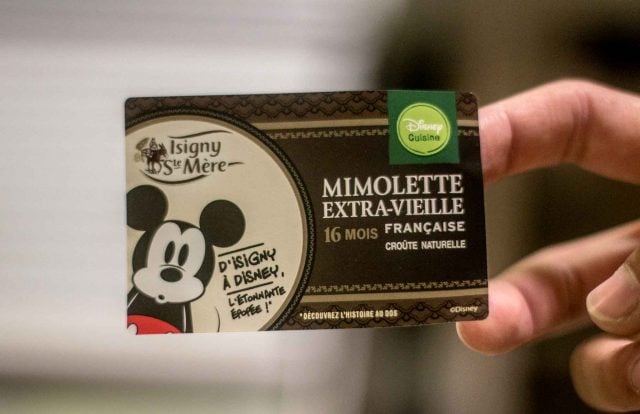 Isigny
Ste Mère
Disney
Cuisine
MIMOLETTE
EXTRA-VIEILLE
16 MOIS FRANÇAISE
CROÛTE NATURELLE
D'ISIGNY
À DISNEY,
L'ÉTONNANTE
ÉPOPÉE !*
*DÉCOUVREZ L'HISTOIRE AU DOS
©Disney